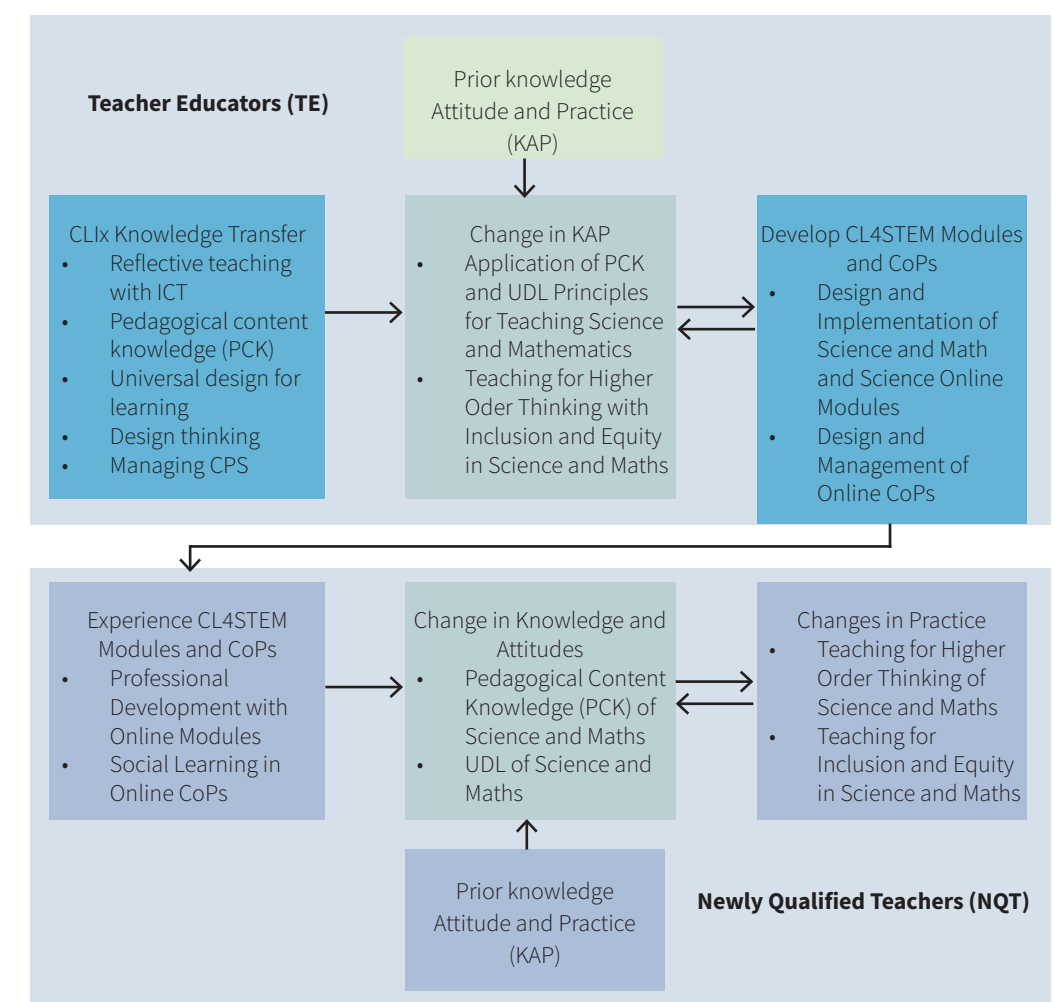 Teacher Educators (TE)
Prior knowledge
Attitude and Practice
(KAP)
CLIx Knowledge Transfer
• Reflective teaching
with ICT
• Pedagogical content
knowledge (PCK)
• Universal design for
learning
• Design thinking
• Managing CPS
Change in KAP
• Application of PCK
and UDL Principles
for Teaching Science
and Mathematics
• Teaching for Higher
Oder Thinking with
Inclusion and Equity
in Science and Maths
Develop CL4STEM Modules
and CoPs
• Design and
Implementation of
Science and Math
and Science Online
Modules
• Design and
Management of
Online CoPs
Experience CL4STEM
Modules and CoPs
• Professional
Development with
Online Modules
• Social Learning in
Online CoPs
Change in Knowledge and
Attitudes
• Pedagogical Content
Knowledge (PCK) of
Science and Maths
• UDL of Science and
Maths
Changes in Practice
• Teaching for Higher
Order Thinking of
Science and Maths
• Teaching for
Inclusion and Equity
in Science and Maths
Prior knowledge
Attitude and Practice
(KAP)
Newly Qualified Teachers (NQT)